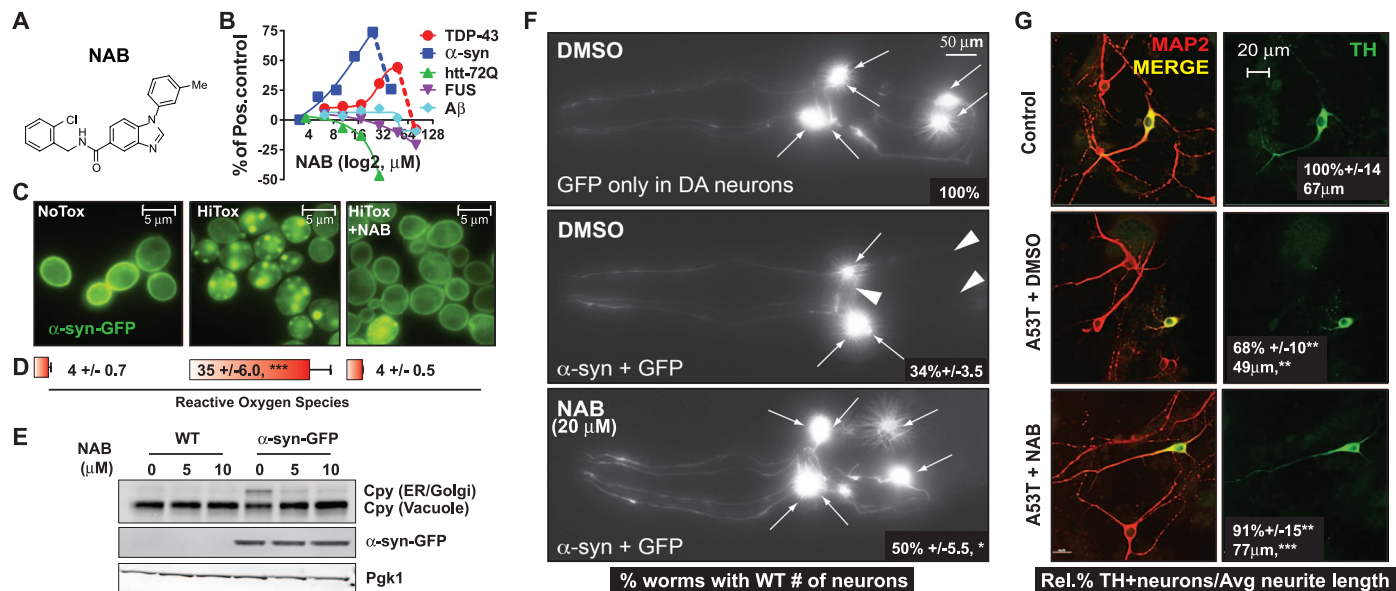 A
NAB
Me
Cl
N
H
O
N
N
B
% of Pos. control
75
50
25
0
-25
-50
4 8 16 32 64 128
NAB (log2, μM)
TDP-43
α-syn
htt-72Q
FUS
Aβ
C
NoTox
5 μm
HiTox
5 μm
HiTox
+NAB
5 μm
α-syn-GFP
D
4 +/- 0.7
35 +/-6.0, ***
4 +/- 0.5
Reactive Oxygen Species
E
NAB
(μM)
WT
α-syn-GFP
0 5 10 0 5 10
Cpy (ER/Golgi)
Cpy (Vacuole)
α-syn-GFP
Pgk1
F
DMSO
50 μm
GFP only in DA neurons
100%
DMSO
α-syn + GFP
34%+/-3.5
NAB
(20 μM)
α-syn + GFP
50% +/-5.5, *
% worms with WT # of neurons
G
Control
MAP2
MERGE
20 μm
TH
100%+/-14
67μm
A53T + DMSO
68% +/-10**
49μm,**
A53T + NAB
91%+/-15**
77μm,***
Rel.% TH+neurons/Avg neurite length